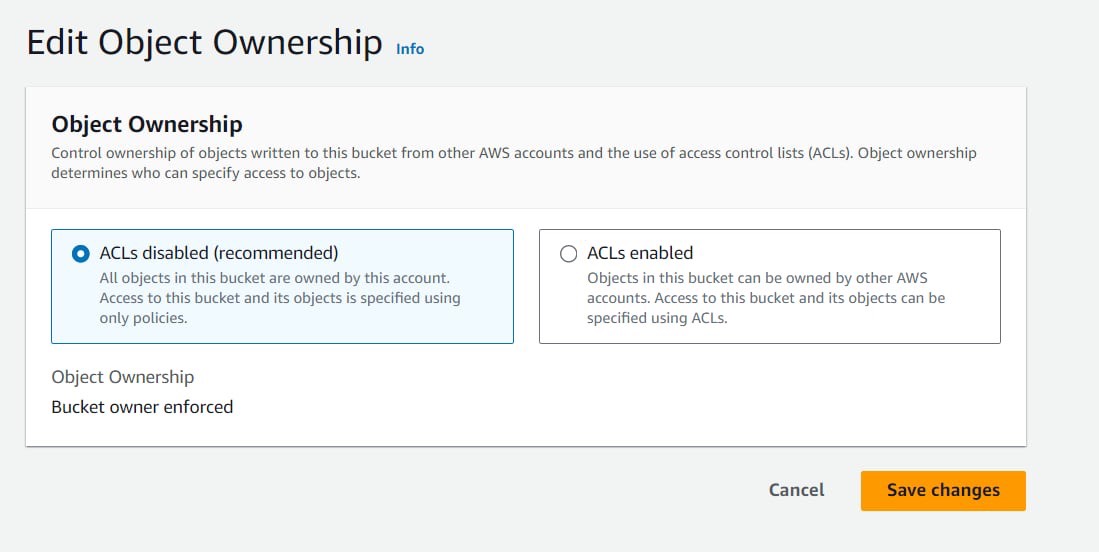 Edit Object Ownership Info
Object Ownership
Control ownership of objects written to this bucket from other AWS accounts and the use of access control lists (ACLs). Object ownership
determines who can specify access to objects.
ACLs disabled (recommended)
All objects in this bucket are owned by this account.
Access to this bucket and its objects is specified using
only policies.
ACLs enabled
Objects in this bucket can be owned by other AWS
accounts. Access to this bucket and its objects can be
specified using ACLs.
Object Ownership
Bucket owner enforced
Cancel
Save changes